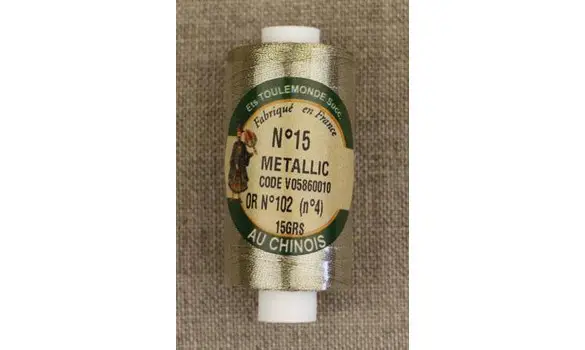 Ets TOULEMONDE Succ.
Fabriqué en France
N°15
METALLIC
CODE V05860010
OR N°102 (n°4)
15GRS
AU CHINOIS